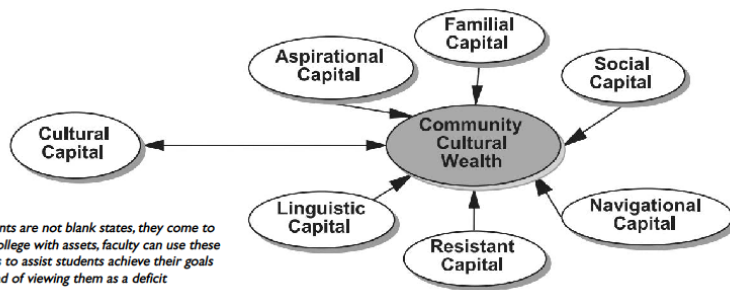 Familial
Capital
Aspirational
Capital
Social
Capital
Community
Cultural
Wealth
Cultural
Capital
Linguistic
Capital
Navigational
Capital
Resistant
Capital
nts are not blank states, they come to
ollege with assets, faculty can use these
s to assist students achieve their goals
d of viewing them as a deficit